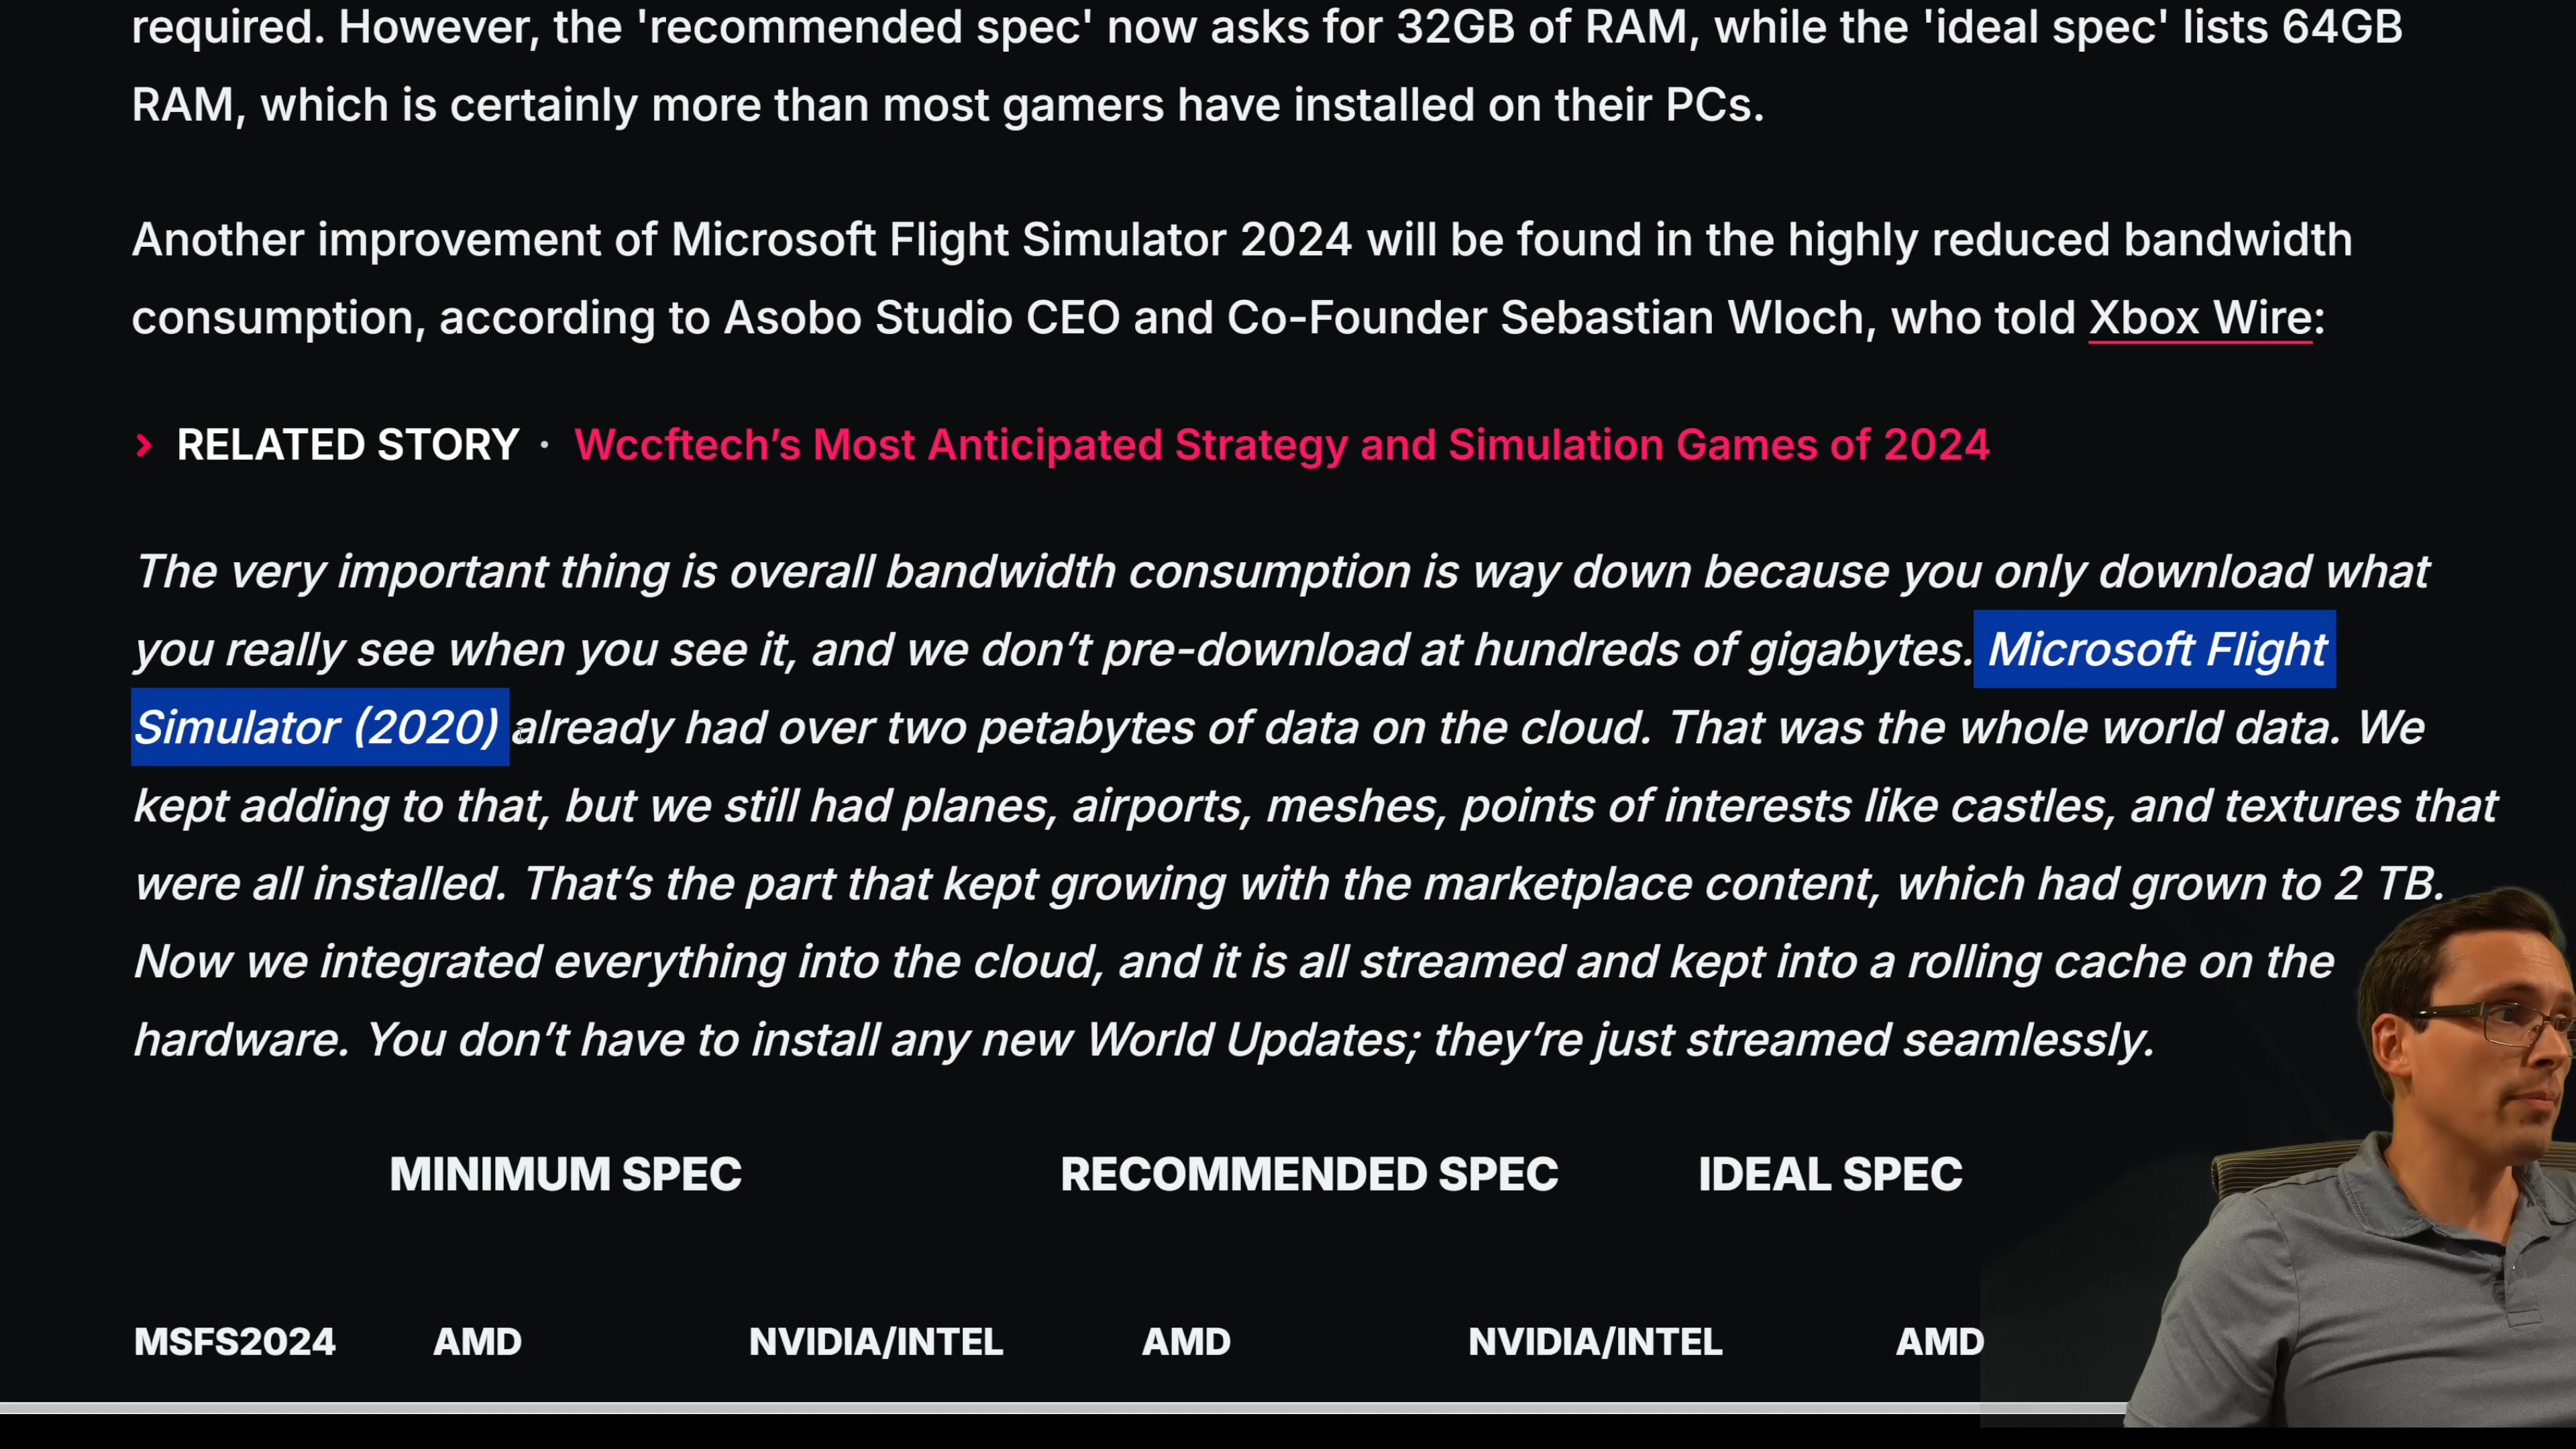 required. However, the 'recommended spec' now asks for 32GB of RAM, while the 'ideal spec' lists 64GB
RAM, which is certainly more than most gamers have installed on their PCs.
Another improvement of Microsoft Flight Simulator 2024 will be found in the highly reduced bandwidth
consumption, according to Asobo Studio CEO and Co-Founder Sebastian Wloch, who told Xbox Wire:
RELATED STORY · Wccftech’s Most Anticipated Strategy and Simulation Games of 2024
The very important thing is overall bandwidth consumption is way down because you only download what
you really see when you see it, and we don’t pre-download at hundreds of gigabytes. Microsoft Flight
Simulator (2020) already had over two petabytes of data on the cloud. That was the whole world data. We
kept adding to that, but we still had planes, airports, meshes, points of interests like castles, and textures that
were all installed. That’s the part that kept growing with the marketplace content, which had grown to 2 TB.
Now we integrated everything into the cloud, and it is all streamed and kept into a rolling cache on the
hardware. You don’t have to install any new World Updates; they’re just streamed seamlessly.
MINIMUM SPEC RECOMMENDED SPEC IDEAL SPEC
MSFS2024 AMD NVIDIA/INTEL AMD NVIDIA/INTEL AMD